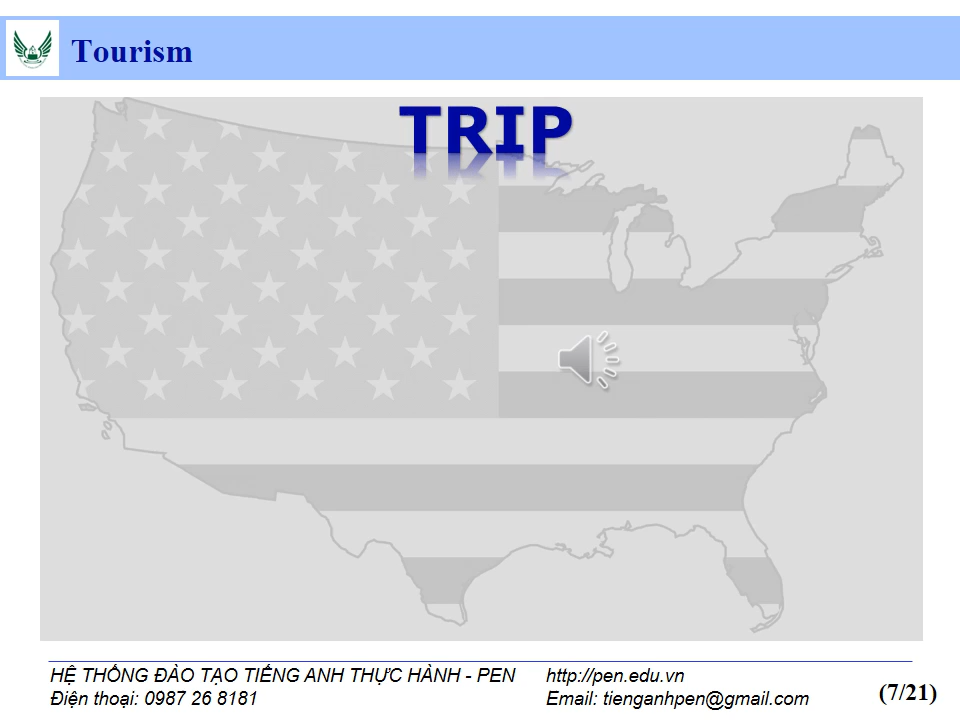 Tourism
TRIP
HỆ THỐNG ĐÀO TẠO TIẾNG ANH THỰC HÀNH - PEN
http://pen.edu.vn
Điện thoại: 0987 26 8181
Email: tienganhpen@gmail.com
(7/21)